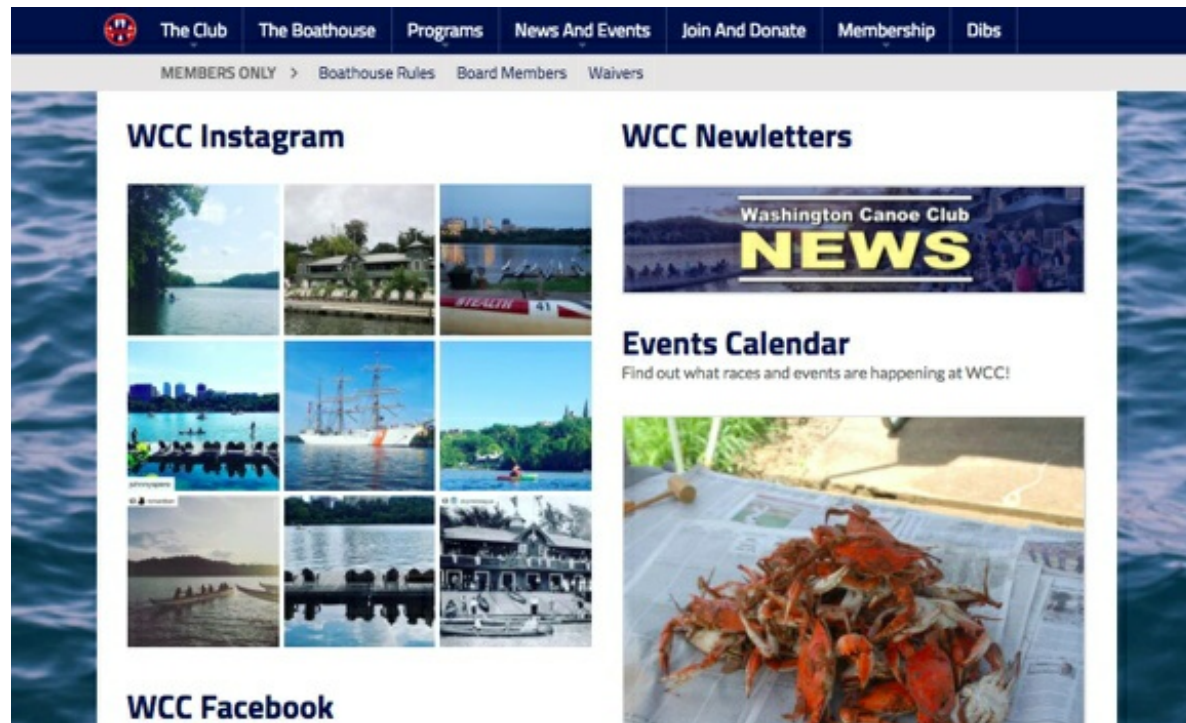 The Club The Boathouse Programs News And Events Join And Donate Membership Dibs
MEMBERS ONLY > Boathouse Rules Board Members Waivers
WCC Instagram
STEALTH 41
WCC Facebook
WCC Newletters
Washington Canoe Club
NEWS
Events Calendar
Find out what races and events are happening at WCC!